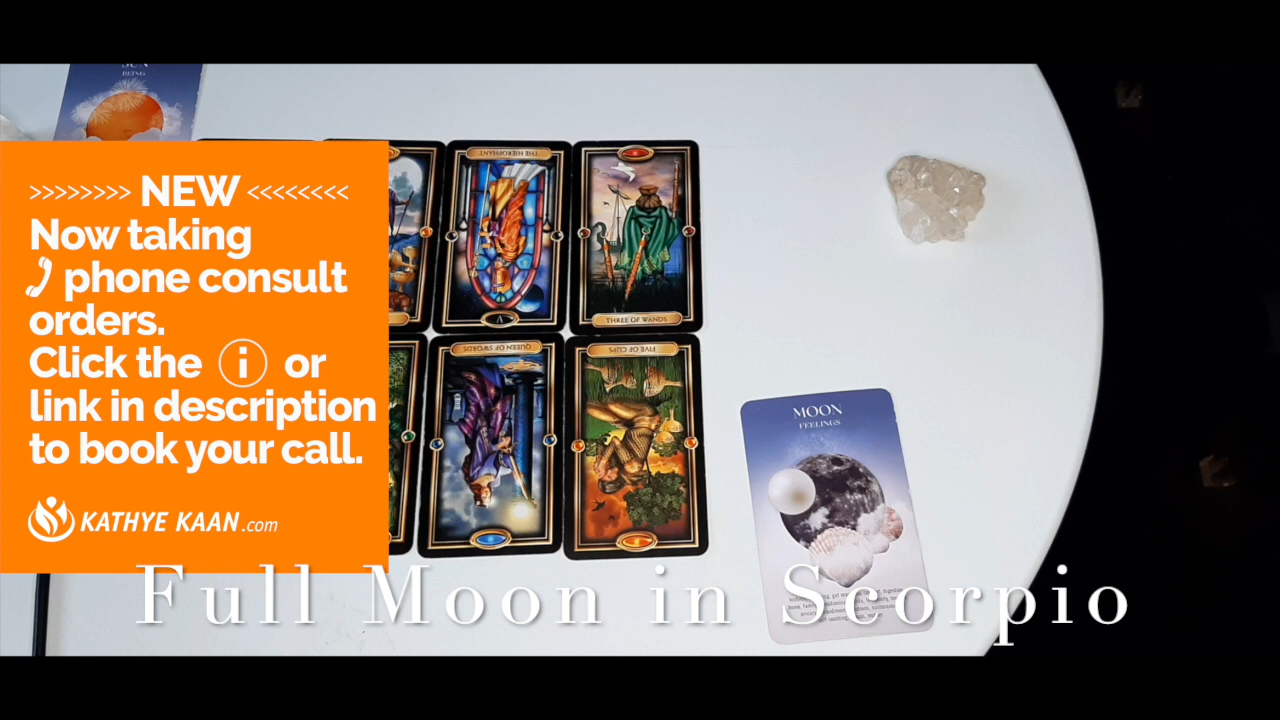 SUN
BEING
>>>>>>>> NEW <<<<<<<<<
Now taking
phone consult
orders.
Click the i or
link in description
to book your call.
KATHYE KAAN.com
THE HIEROPHANT
V
THREE OF WANDS
QUEEN OF SWORDS
FIVE OF CUPS
MOON
FEELINGS
Full Moon in Scorpio